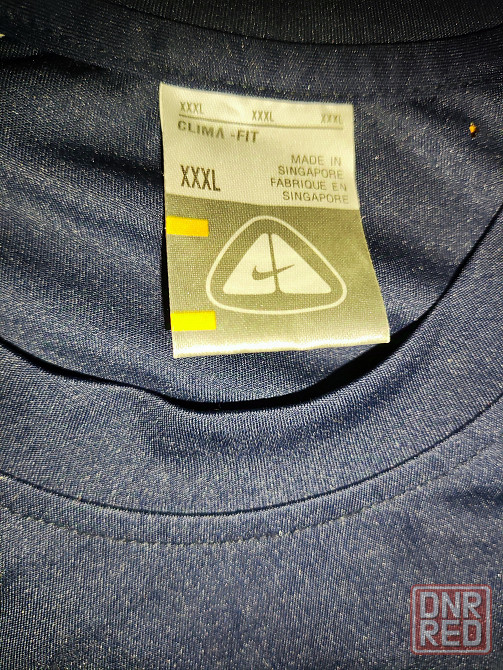 XXXL XXXL XXXL
CLIMA-FIT
MADE IN
SINGAPORE
XXXL
FABRIQUE EN
SINGAPORE
DNR
RED